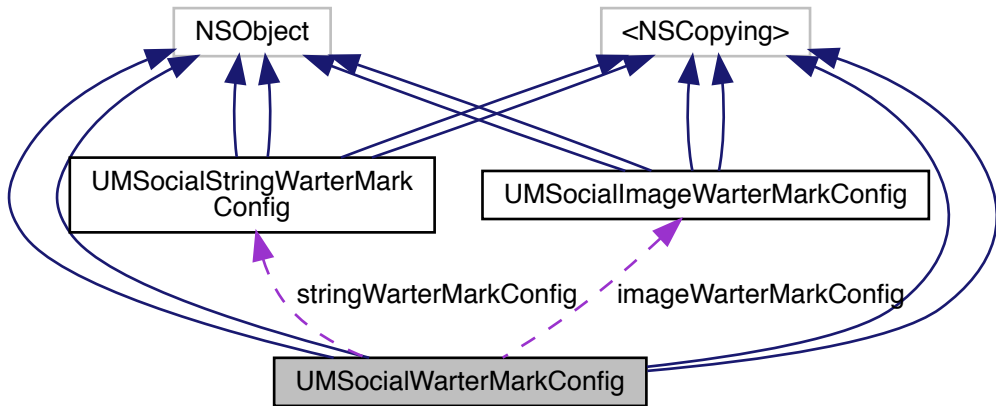 NSObject
<NSCopying>
UMSocialStringWarterMark
Config
UMSocialImageWarterMarkConfig
stringWarterMarkConfig
imageWarterMarkConfig
UMSocialWarterMarkConfig